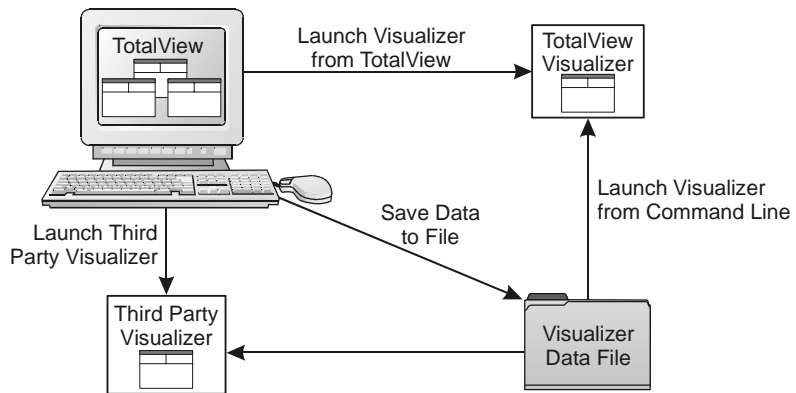 TotalView
Launch Visualizer
from TotalView
TotalView
Visualizer
Launch Visualizer
from Command Line
Save Data
to File
Launch Third
Party Visualizer
Third Party
Visualizer
Visualizer
Data File